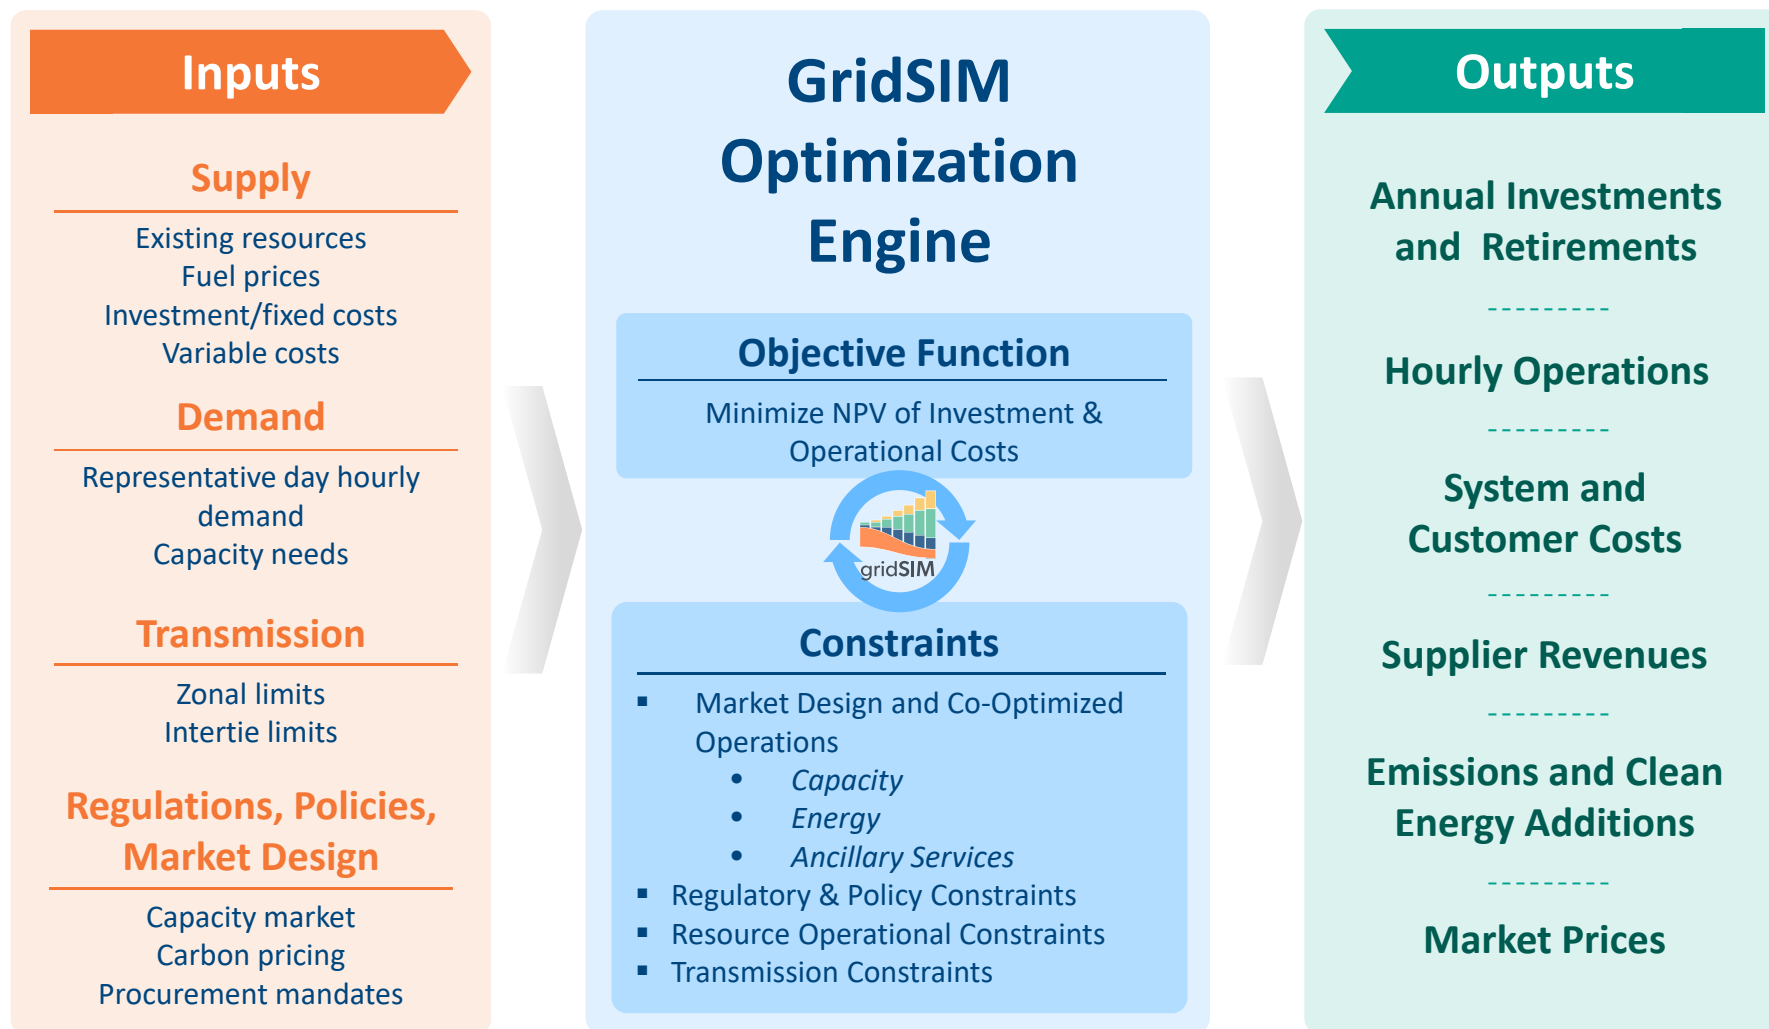 Inputs
Supply
Existing resources
Fuel prices
Investment/fixed costs
Variable costs
Demand
Representative day hourly
demand
Capacity needs
Transmission
Zonal limits
Intertie limits
Regulations, Policies,
Market Design
Capacity market
Carbon pricing
Procurement mandates
GridSIM
Optimization
Engine
Objective Function
Minimize NPV of Investment &
Operational Costs
gridSIM
Constraints
▪ Market Design and Co-Optimized
Operations
• Capacity
• Energy
• Ancillary Services
▪ Regulatory & Policy Constraints
▪ Resource Operational Constraints
▪ Transmission Constraints
Outputs
Annual Investments
and Retirements
Hourly Operations
System and
Customer Costs
Supplier Revenues
Emissions and Clean
Energy Additions
Market Prices